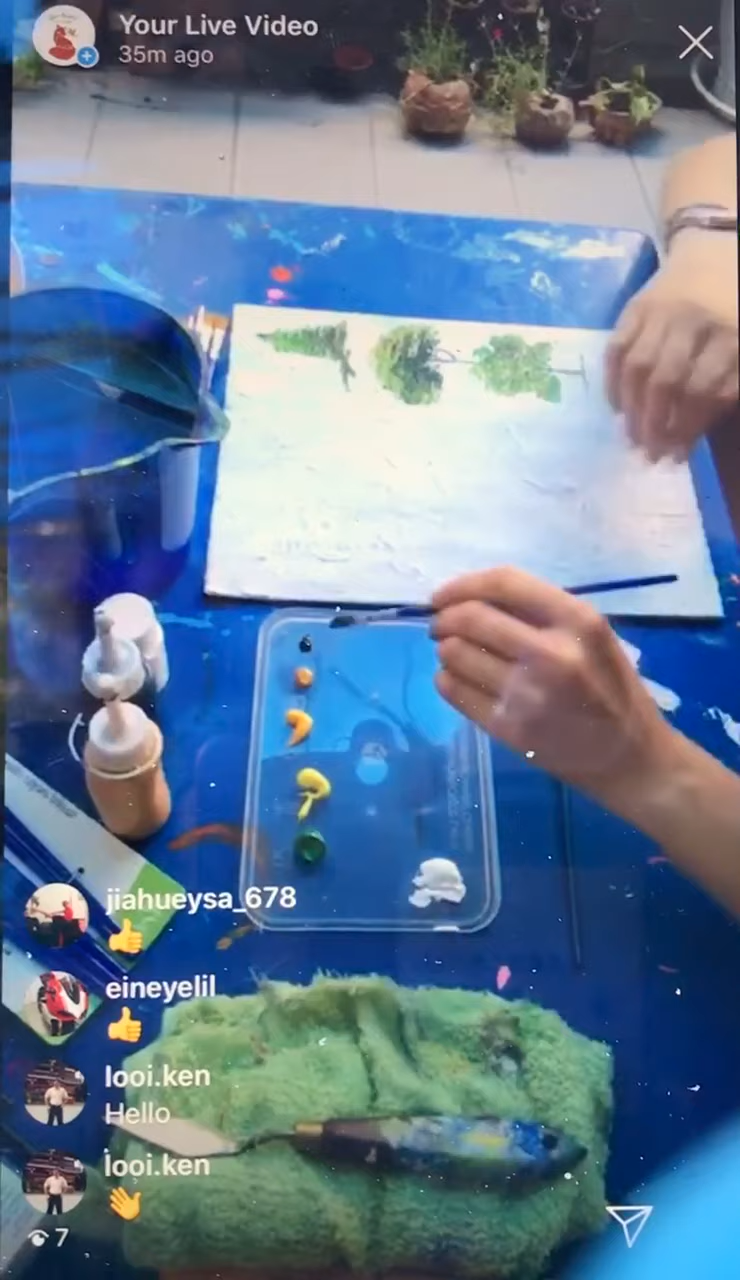 Your Live Video
35m ago
jiahueysa_678
👍
eineyelil
👍
looi.ken
Hello
looi.ken
👋
7